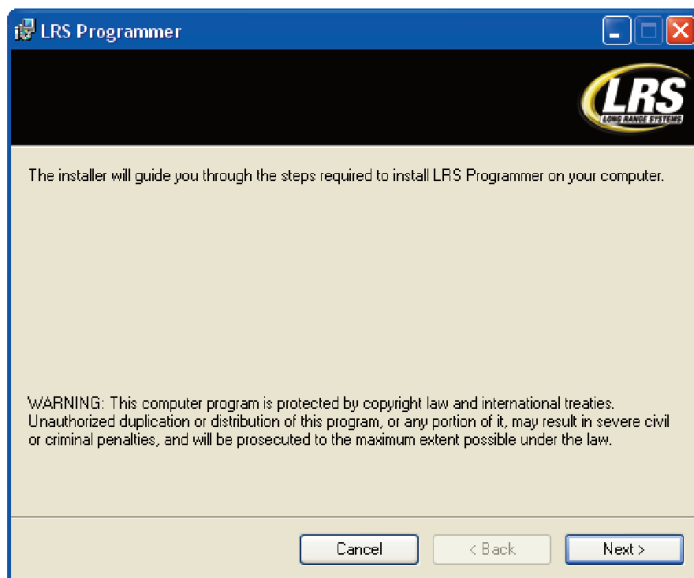 LRS Programmer
LRS
LONG RANGE SYSTEMS
The installer will guide you through the steps required to install LRS Programmer on your computer.
WARNING: This computer program is protected by copyright law and international treaties.
Unauthorized duplication or distribution of this program, or any portion of it, may result in severe civil
or criminal penalties, and will be prosecuted to the maximum extent possible under the law.
Cancel
< Back
Next >